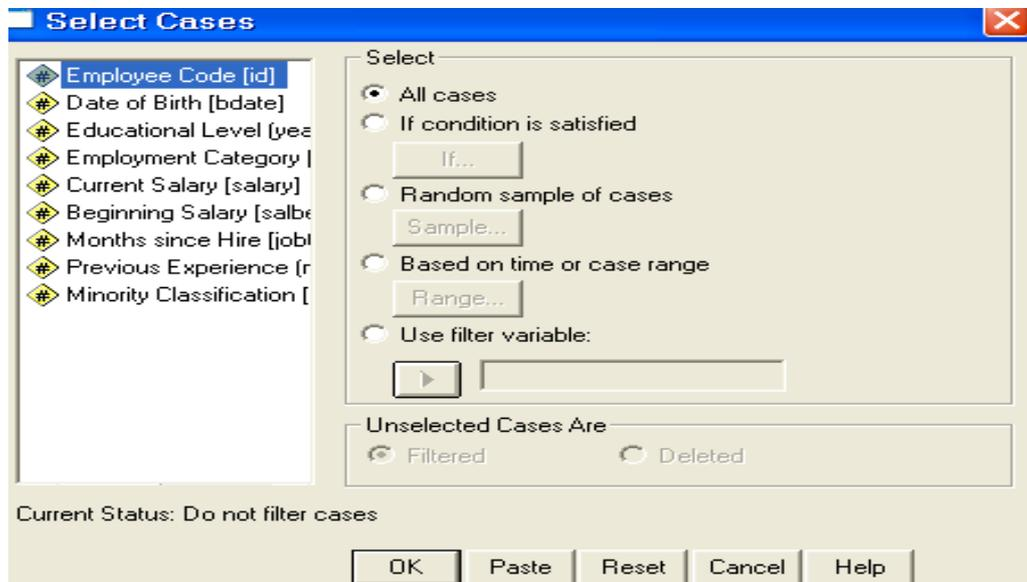 Select Cases
Employee Code [id]
Date of Birth [bdate]
Educational Level (yea
Employment Category [
Current Salary [salary]
Beginning Salary [salbe
Months since Hire [jobt
Previous Experience (r
Minority Classification [
Select
All cases
If condition is satisfied
If...
Random sample of cases
Sample...
Based on time or case range
Range...
Use filter variable:
Unselected Cases Are
Filtered Deleted
Current Status: Do not filter cases
OK Paste Reset Cancel Help